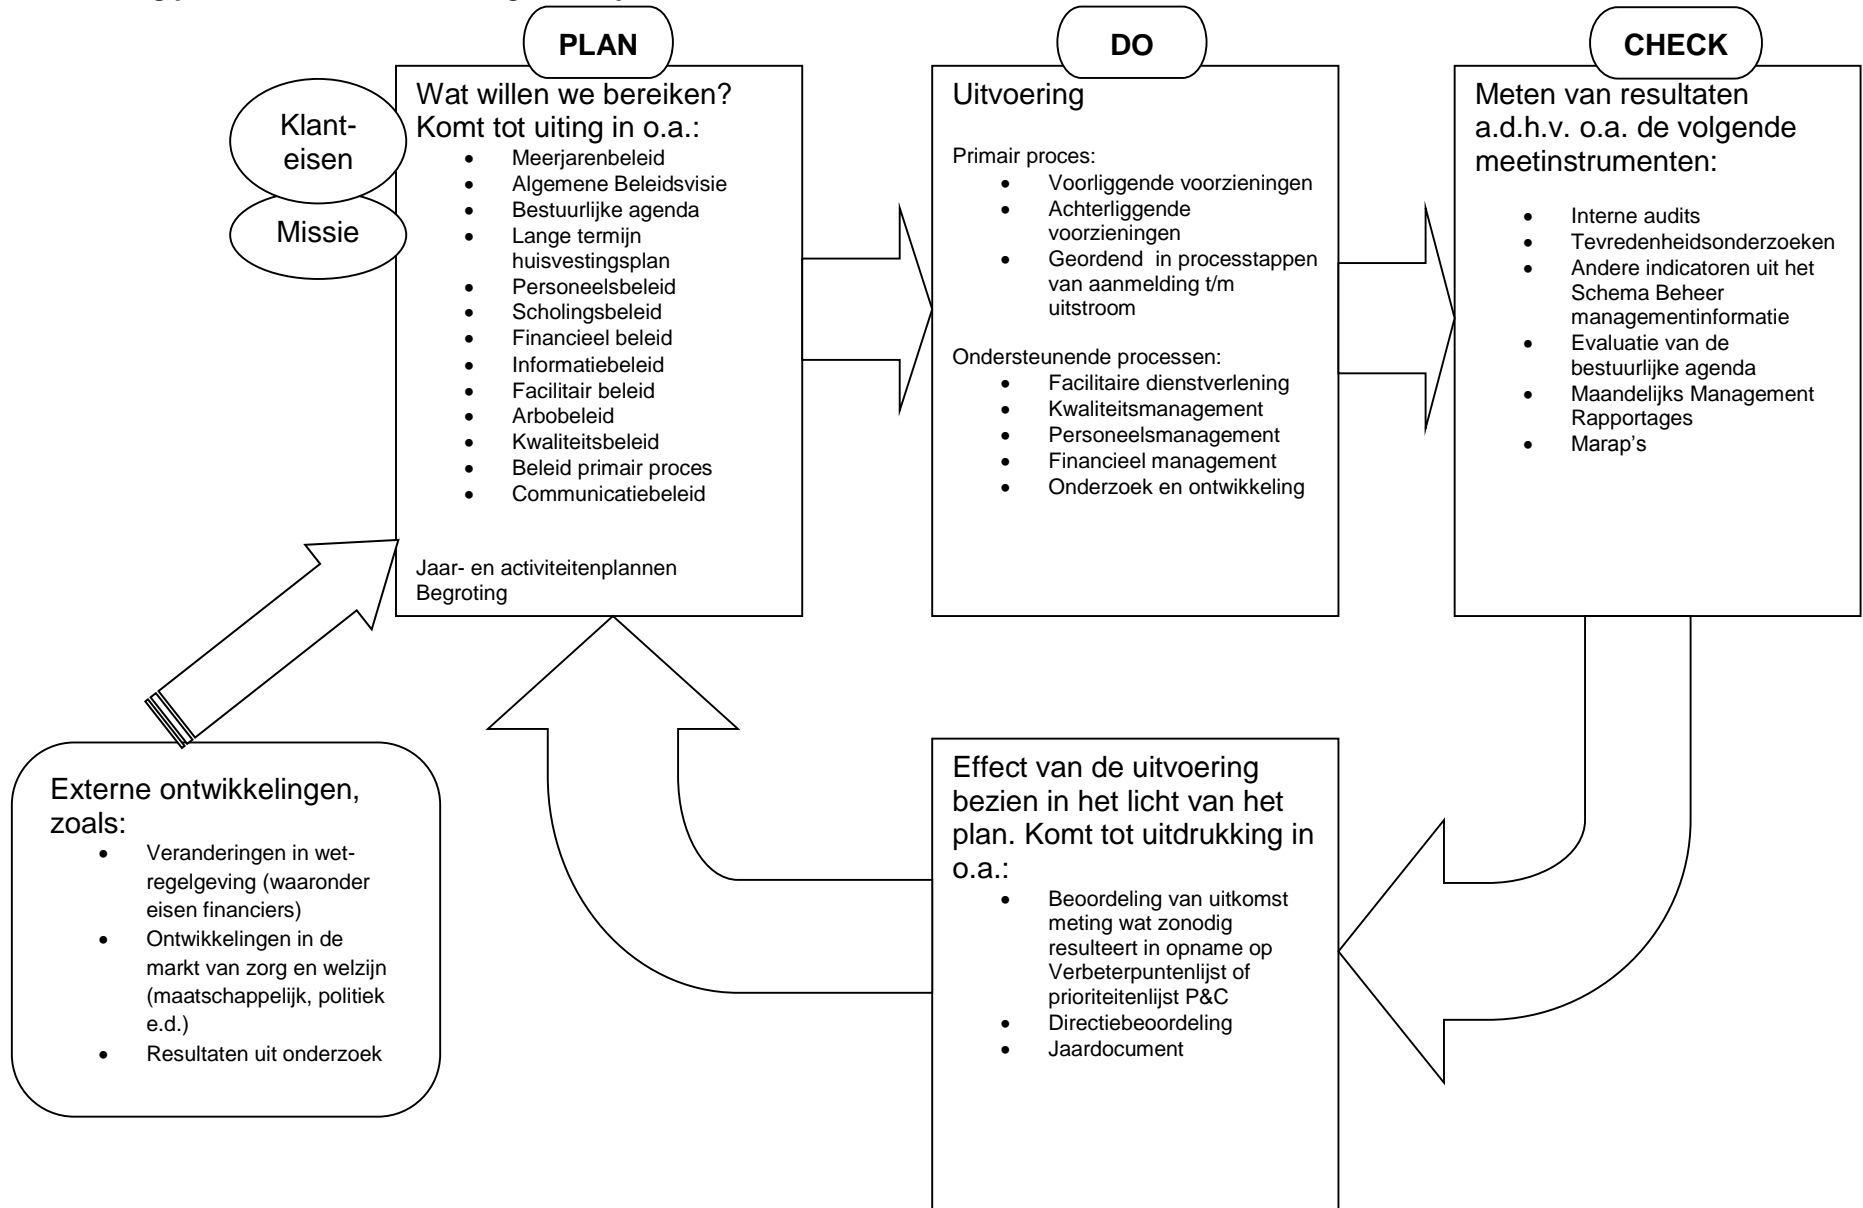 PLAN
Klant-
eisen
Missie
Wat willen we bereiken?
Komt tot uiting in o.a.:
• Meerjarenbeleid
• Algemene Beleidsvisie
• Bestuurlijke agenda
• Lange termijn
huisvestingsplan
• Personeelsbeleid
• Scholingsbeleid
• Financieel beleid
• Informatiebeleid
• Facilitair beleid
• Arbobeleid
• Kwaliteitsbeleid
• Beleid primair proces
• Communicatiebeleid
Jaar- en activiteitenplannen
Begroting
DO
Uitvoering
Primair proces:
• Voorliggende voorzieningen
• Achterliggende
voorzieningen
• Geordend in processtappen
van aanmelding t/m
uitstroom
Ondersteunende processen:
• Facilitaire dienstverlening
• Kwaliteitsmanagement
• Personeelsmanagement
• Financieel management
• Onderzoek en ontwikkeling
CHECK
Meten van resultaten
a.d.h.v. o.a. de volgende
meetinstrumenten:
• Interne audits
• Tevredenheidsonderzoeken
• Andere indicatoren uit het
Schema Beheer
managementinformatie
• Evaluatie van de
bestuurlijke agenda
• Maandelijks Management
Rapportages
• Marap's
Externe ontwikkelingen,
zoals:
• Veranderingen in wet-
regelgeving (waaronder
eisen financiers)
• Ontwikkelingen in de
markt van zorg en welzijn
(maatschappelijk, politiek
e.d.)
• Resultaten uit onderzoek
Effect van de uitvoering
bezien in het licht van het
plan. Komt tot uitdrukking in
o.a.:
• Beoordeling van uitkomst
meting wat zonodig
resulteert in opname op
Verbeterpuntenlijst of
prioriteitenlijst P&C
• Directiebeoordeling
• Jaardocument